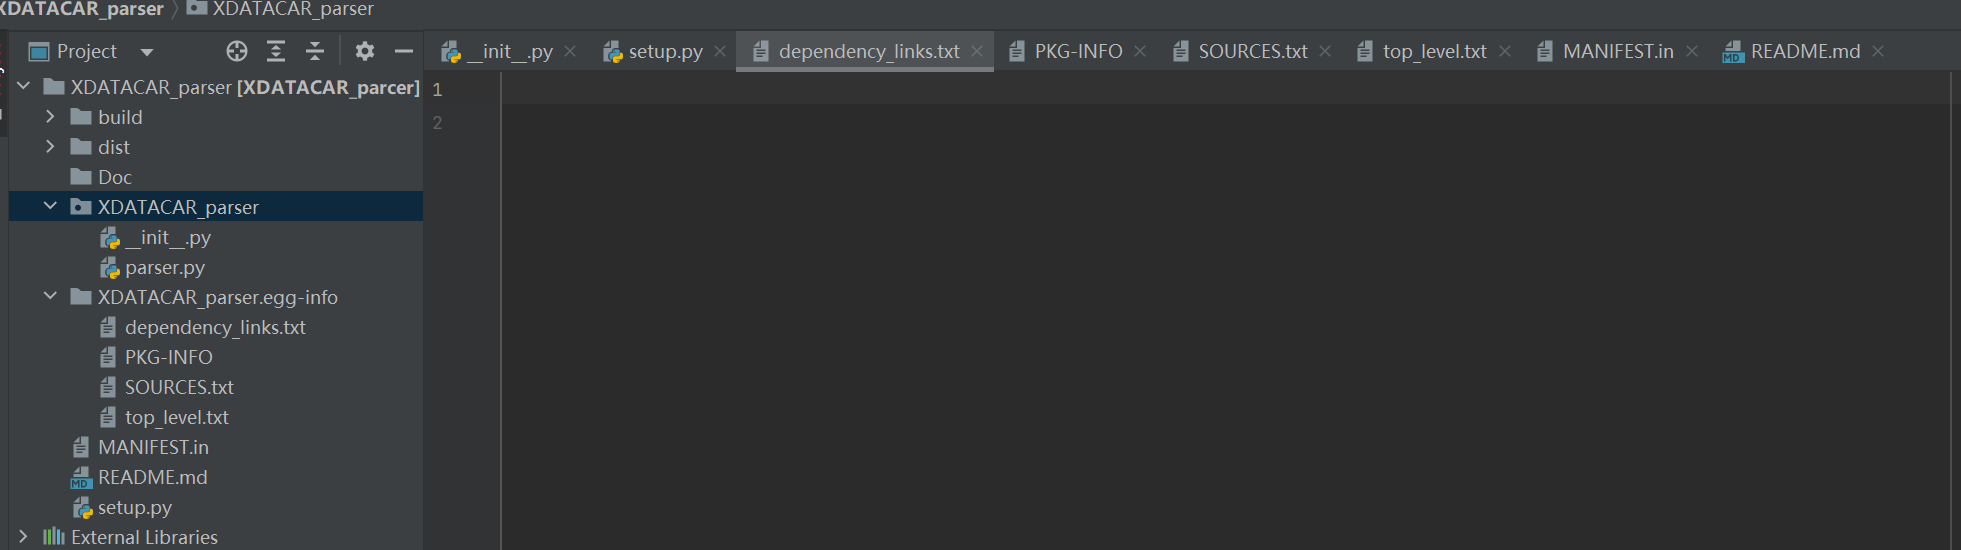 XDATACAR_parser XDATACAR_parser
Project
__init__.py setup.py dependency_links.txt PKG-INFO SOURCES.txt top_level.txt MANIFEST.in README.md
XDATACAR_parser [XDATACAR_parcer]
build
dist
Doc
XDATACAR_parser
__init__.py
parser.py
XDATACAR_parser.egg-info
dependency_links.txt
PKG-INFO
SOURCES.txt
top_level.txt
MANIFEST.in
MD README.md
setup.py
External Libraries
1
2